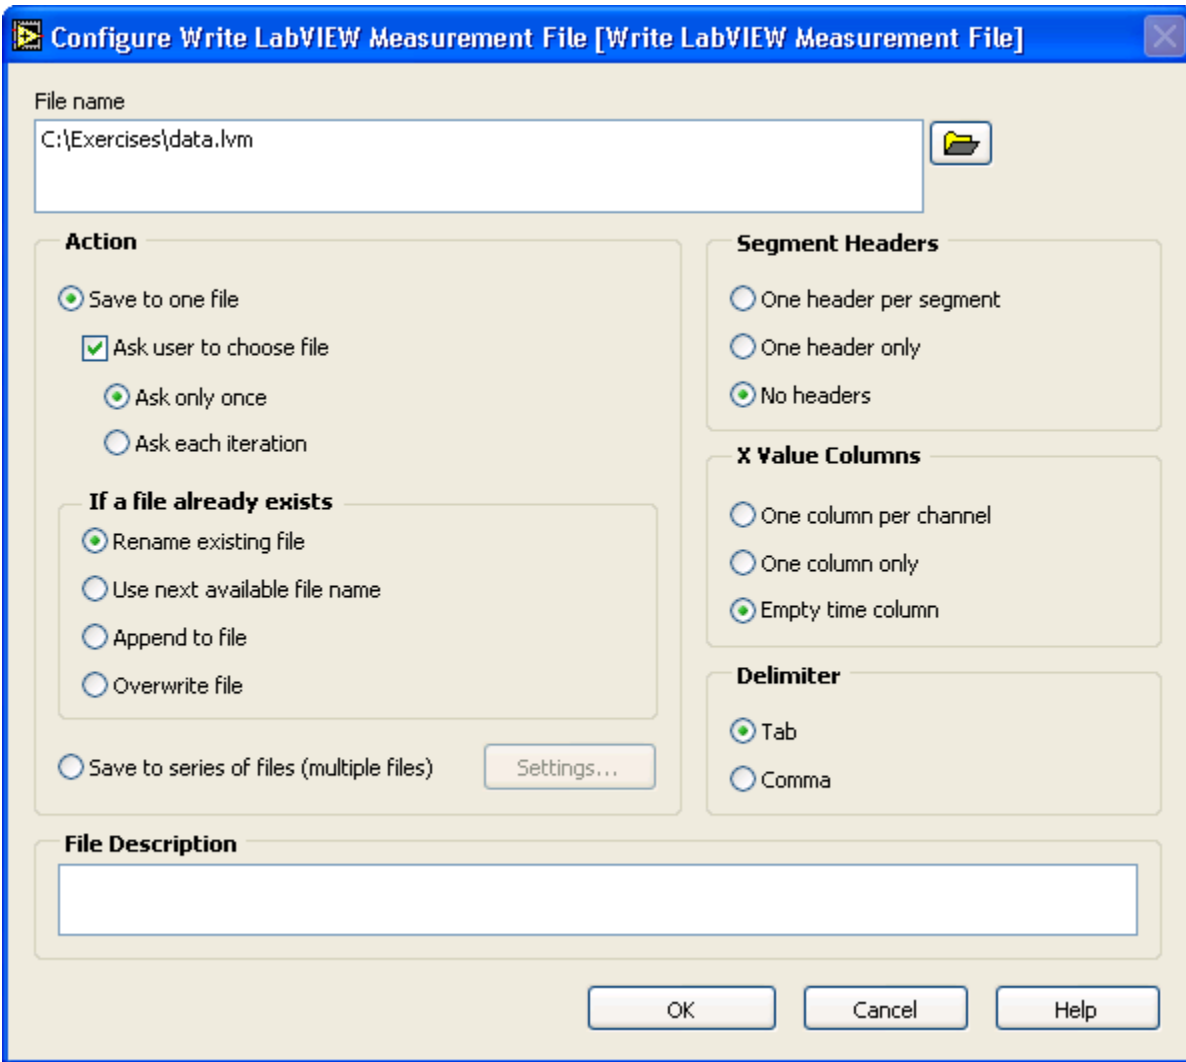 Configure Write LabVIEW Measurement File [Write LabVIEW Measurement File]
File name
C:\Exercises\data.lvm
Action
Save to one file
Ask user to choose file
Ask only once
Ask each iteration
If a file already exists
Rename existing file
Use next available file name
Append to file
Overwrite file
Save to series of files (multiple files)
Settings...
Segment Headers
One header per segment
One header only
No headers
X Value Columns
One column per channel
One column only
Empty time column
Delimiter
Tab
Comma
File Description
OK
Cancel
Help